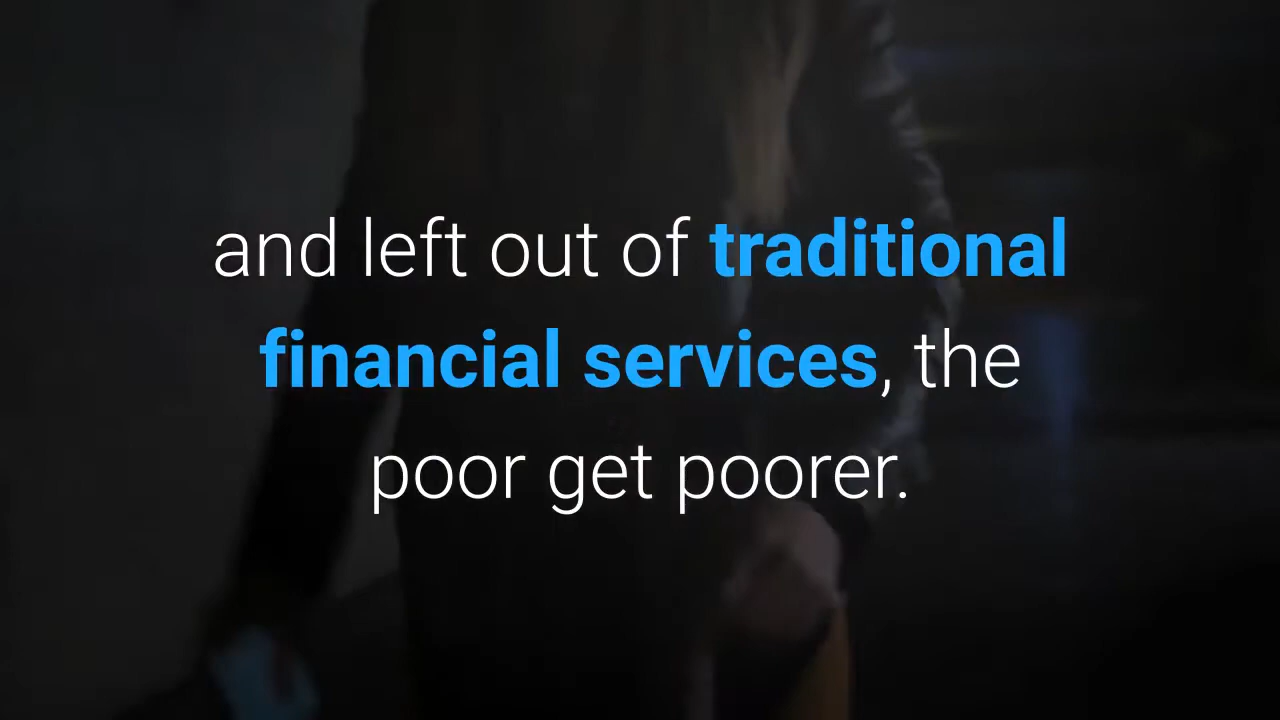 and left out of traditional
financial services, the
poor get poorer.